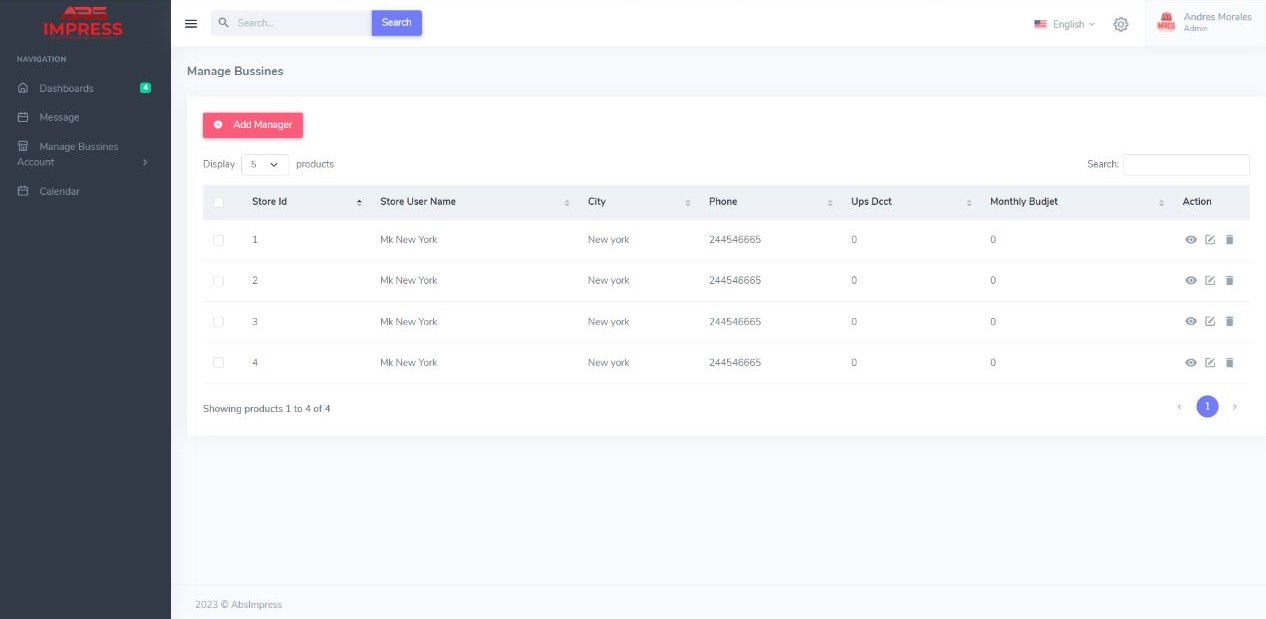 ABS
IMPRESS
Search...
Search
English
Andres Morales
Admin
NAVIGATION
Dashboards
4
Message
Manage Bussines
Account
Calendar
Manage Bussines
Add Manager
Display 5 products
Search:
Store Id Store User Name City Phone Ups Dcct Monthly Budjet Action
1 Mk New York New york 244546665 0 0
2 Mk New York New york 244546665 0 0
3 Mk New York New york 244546665 0 0
4 Mk New York New york 244546665 0 0
Showing products 1 to 4 of 4
1
2023 © AbsImpress